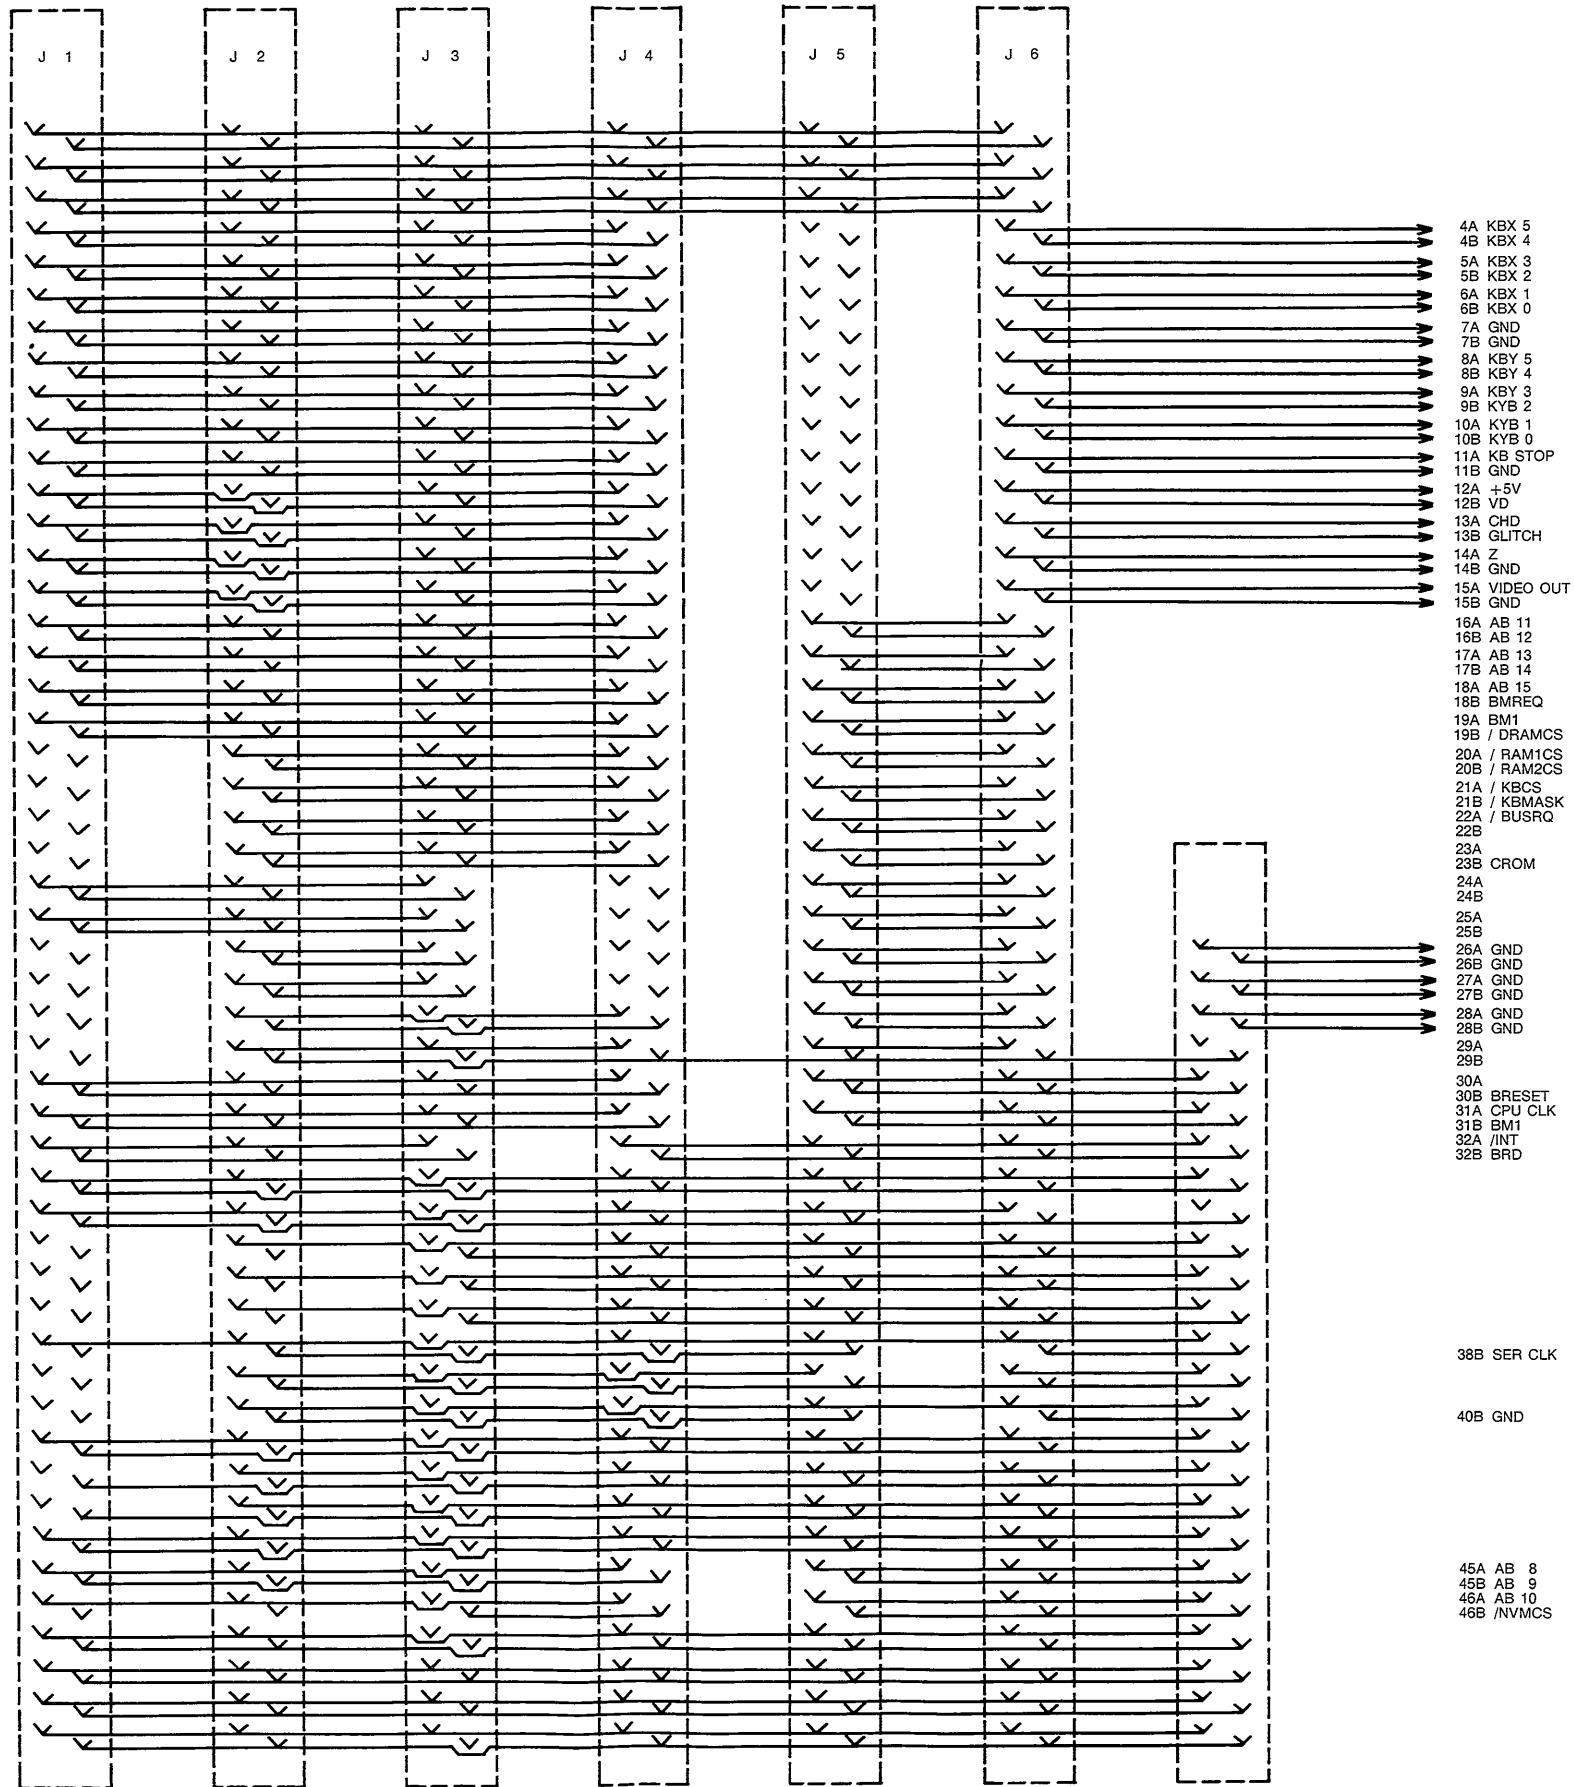 J 1 J 2 J 3 J 4 J 5 J 6
4A KBX 5
4B KBX 4
5A KBX 3
5B KBX 2
6A KBX 1
6B KBX 0
7A GND
7B GND
8A KBY 5
8B KBY 4
9A KBY 3
9B KYB 2
10A KYB 1
10B KYB 0
11A KB STOP
11B GND
12A +5V
12B VD
13A CHD
13B GLITCH
14A Z
14B GND
15A VIDEO OUT
15B GND
16A AB 11
16B AB 12
17A AB 13
17B AB 14
18A AB 15
18B BMREQ
19A BM1
19B / DRAMCS
20A / RAM1CS
20B / RAM2CS
21A / KBCS
21B / KBMASK
22A / BUSRQ
22B
23A
23B CROM
24A
24B
25A
25B
26A GND
26B GND
27A GND
27B GND
28A GND
28B GND
29A
29B
30A
30B BRESET
31A CPU CLK
31B BM1
32A /INT
32B BRD
38B SER CLK
40B GND
45A AB 8
45B AB 9
46A AB 10
46B /NVMCS